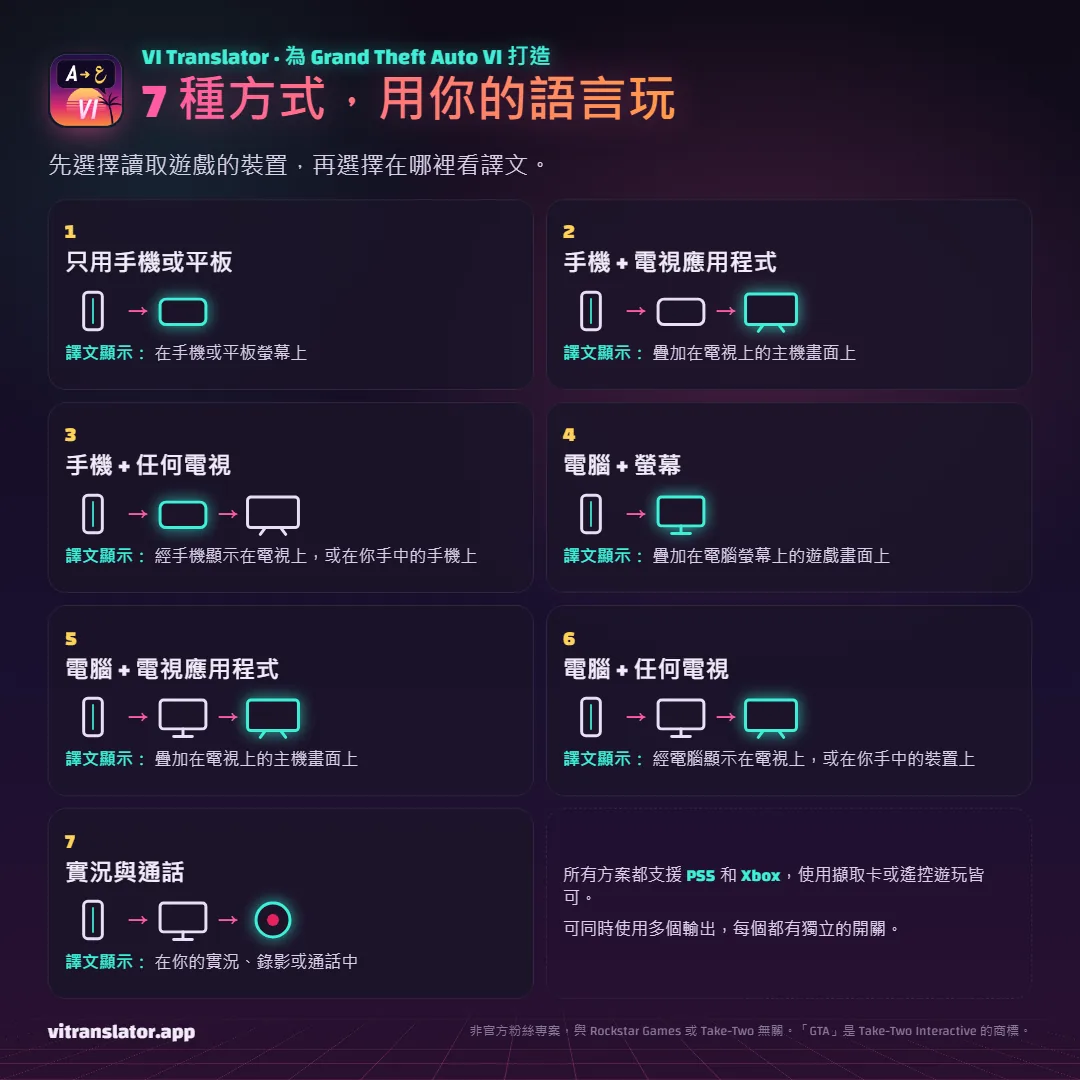 A→ع
VI
VI Translator · 為 Grand Theft Auto VI 打造
7 種方式，用你的語言玩
先選擇讀取遊戲的裝置，再選擇在哪裡看譯文。
1
只用手機或平板
→
譯文顯示： 在手機或平板螢幕上
2
手機 + 電視應用程式
→ →
譯文顯示： 疊加在電視上的主機畫面上
3
手機 + 任何電視
→ →
譯文顯示： 經手機顯示在電視上，或在你手中的手機上
4
電腦 + 螢幕
→
譯文顯示： 疊加在電腦螢幕上的遊戲畫面上
5
電腦 + 電視應用程式
→ →
譯文顯示： 疊加在電視上的主機畫面上
6
電腦 + 任何電視
→ →
譯文顯示： 經電腦顯示在電視上，或在你手中的裝置上
7
實況與通話
→ →
譯文顯示： 在你的實況、錄影或通話中
所有方案都支援 PS5 和 Xbox，使用擷取卡或遙控遊玩皆
可。
可同時使用多個輸出，每個都有獨立的開關。
vitranslator.app
非官方粉絲專案，與 Rockstar Games 或 Take-Two 無關。「GTA」是 Take-Two Interactive 的商標。